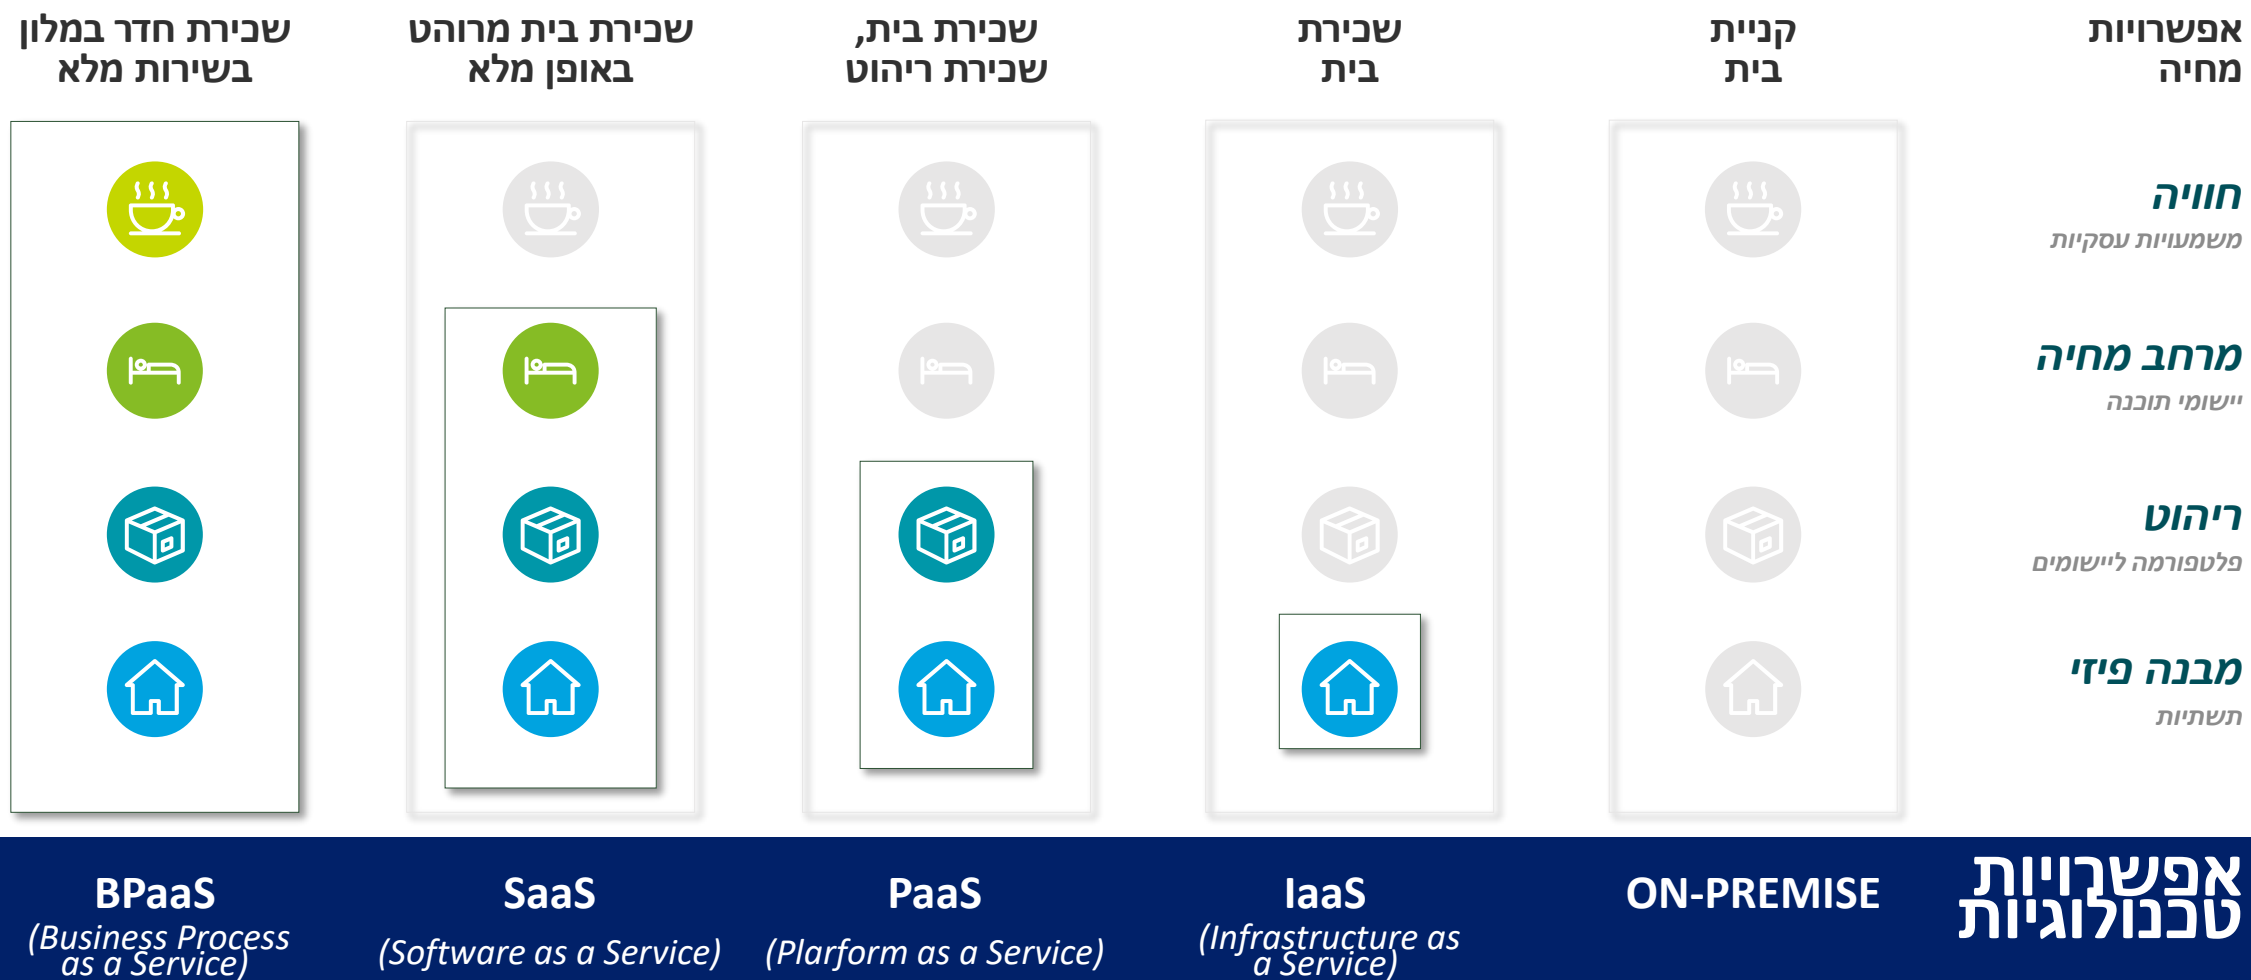 אפשרויות
מחיה
קניית
בית
שכירת
בית
שכירת בית,
שכירת ריהוט
שכירת בית מרוהט
באופן מלא
שכירת חדר במלון
בשירות מלא
חוויה
משמעויות עסקיות
מרחב מחיה
יישומי תוכנה
ריהוט
פלטפורמה ליישומים
מבנה פיזי
תשתיות
אפשרויות
טכנולוגיות
ON-PREMISE
IaaS
(Infrastructure as
a Service)
PaaS
(Plarform as a Service)
SaaS
(Software as a Service)
BPaaS
(Business Process
as a Service)